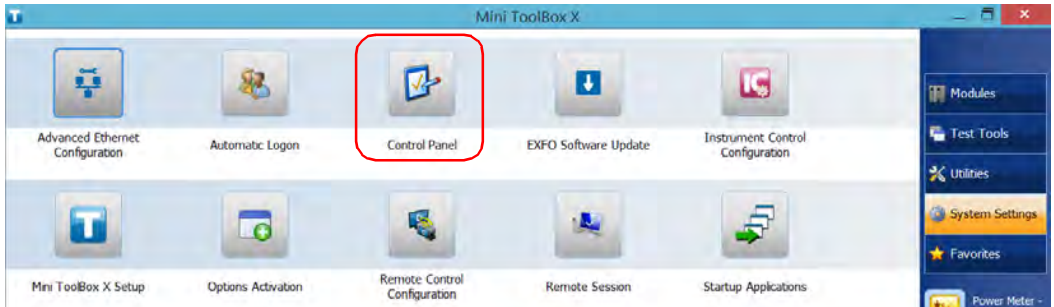 Mini ToolBox X
Advanced Ethernet
Configuration
Automatic Logon
Control Panel
EXFO Software Update
Instrument Control
Configuration
Mini ToolBox X Setup
Options Activation
Remote Control
Configuration
Remote Session
Startup Applications
Modules
Test Tools
Utilities
System Settings
Favorites
Power Meter -